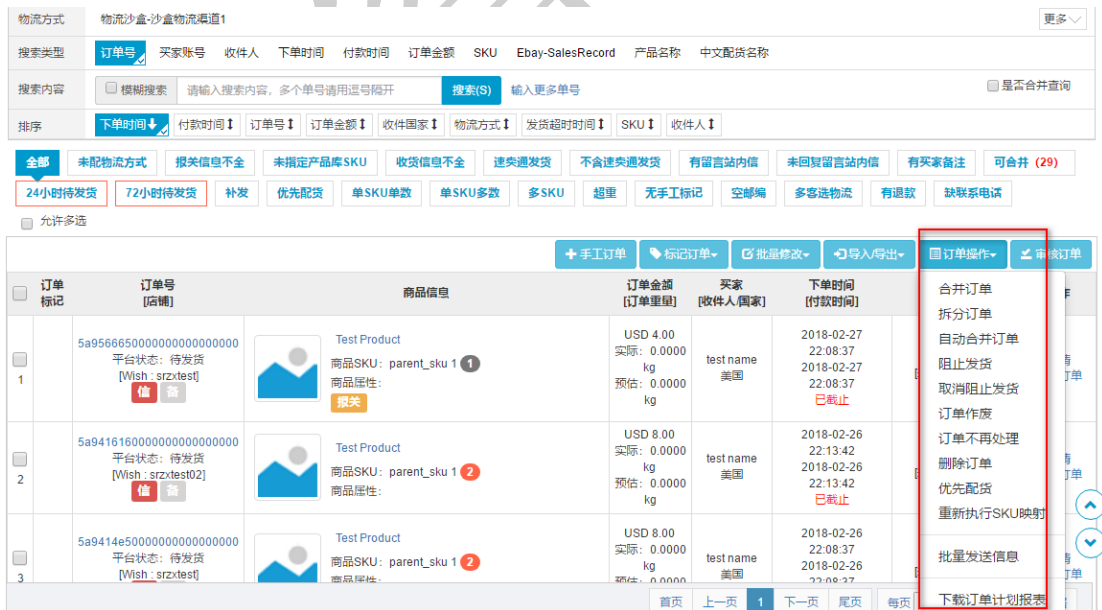 物流方式 物流沙盒-沙盒物流渠道1 更多
搜索类型 订单号 买家账号 收件人 下单时间 付款时间 订单金额 SKU Ebay-SalesRecord 产品名称 中文配货名称
搜索内容 模糊搜索 请输入搜索内容，多个单号请用逗号隔开 搜索(S) 输入更多单号 是否合并查询
排序 下单时间 付款时间 订单号 订单金额 收件国家 物流方式 发货超时时间 SKU 收件人
全部 未配物流方式 报关信息不全 未指定产品库SKU 收货信息不全 速卖通发货 不含速卖通发货 有留言站内信 未回复留言站内信 有买家备注 可合并 (29)
24小时待发货 72小时待发货 补发 优先配货 单SKU单数 单SKU多数 多SKU 超重 无手工标记 空邮编 多客选物流 有退款 缺联系电话
允许多选
手工订单 标记订单 批量修改 导入/导出 订单操作 审核订单
订单标记 订单号 [店铺] 商品信息 订单金额 [订单重量] 买家 [收件人/国家] 下单时间 [付款时间]
合并订单
拆分订单
自动合并订单
阻止发货
取消阻止发货
订单作废
订单不再处理
删除订单
优先配货
重新执行SKU映射
批量发送信息
下载订单计划报表
1
5a9566650000000000000000
平台状态：待发货
[Wish : srzxtest]
信 备
Test Product
商品SKU：parent_sku 1 1
商品属性：
报关
USD 4.00
实际：0.0000
kg
预估：0.0000
kg
test name
美国
2018-02-27
22:08:37
2018-02-27
22:08:37
已截止
2
5a9416160000000000000000
平台状态：待发货
[Wish : srzxtest02]
信 备
Test Product
商品SKU：parent_sku 1 2
商品属性：
USD 8.00
实际：0.0000
kg
预估：0.0000
kg
test name
美国
2018-02-26
22:13:42
2018-02-26
22:13:42
已截止
3
5a9414e50000000000000000
平台状态：待发货
[Wish : srzxtest]
Test Product
商品SKU：parent_sku 1 2
商品属性：
USD 8.00
实际：0.0000
kg
预估：0.0000
test name
美国
2018-02-26
22:08:37
2018-02-26
22:08:37
首页 上一页 1 下一页 尾页 每页